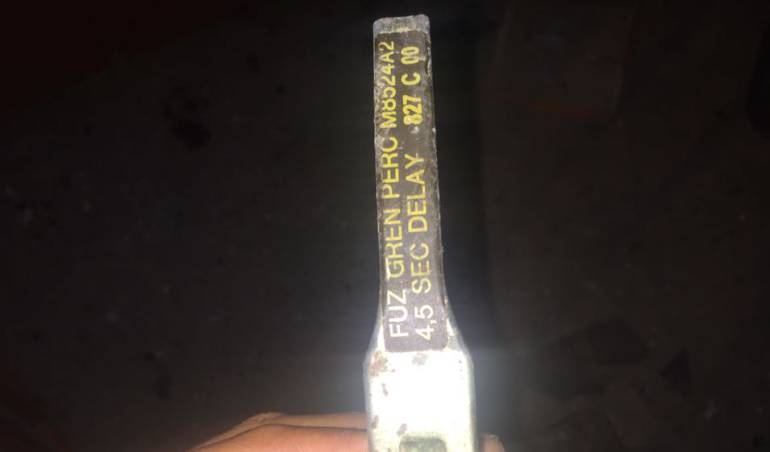 FUZ GREN PERC M8524A2
4,5 SEC DELAY 827 C 00